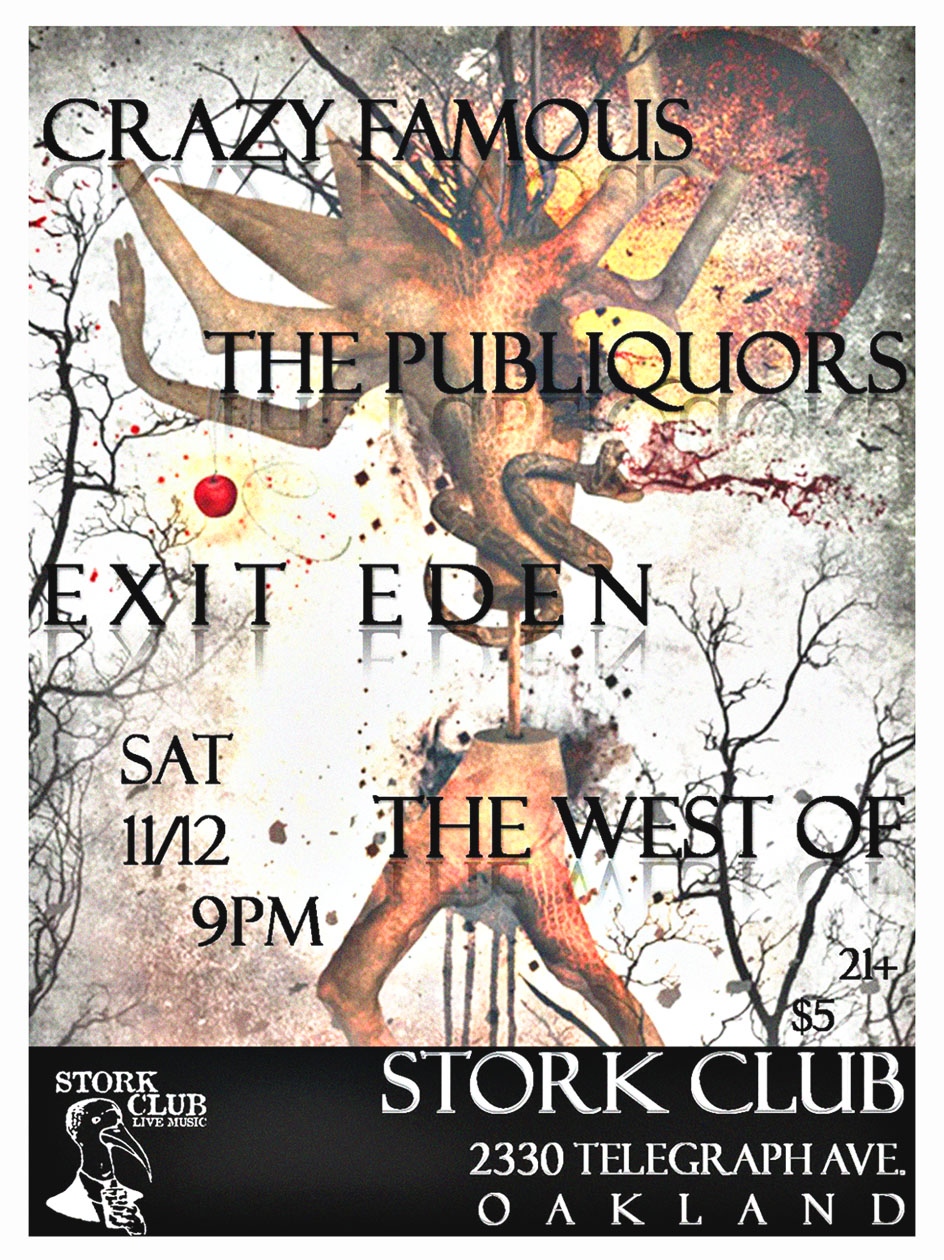 CRAZY FAMOUS
THE PUBLIQUORS
EXIT EDEN
SAT
11/12
9PM
THE WEST OF
21+
$5
STORK CLUB
LIVE MUSIC
STORK CLUB
2330 TELEGRAPH AVE.
OAKLAND